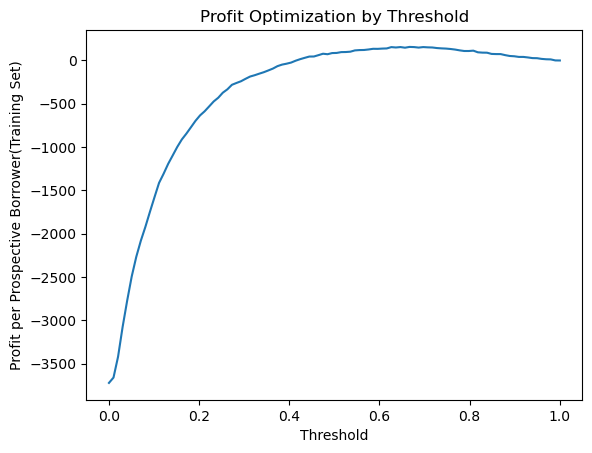 Profit Optimization by Threshold
Profit per Prospective Borrower(Training Set)
0
−500
−1000
−1500
−2000
−2500
−3000
−3500
0.0 0.2 0.4 0.6 0.8 1.0
Threshold